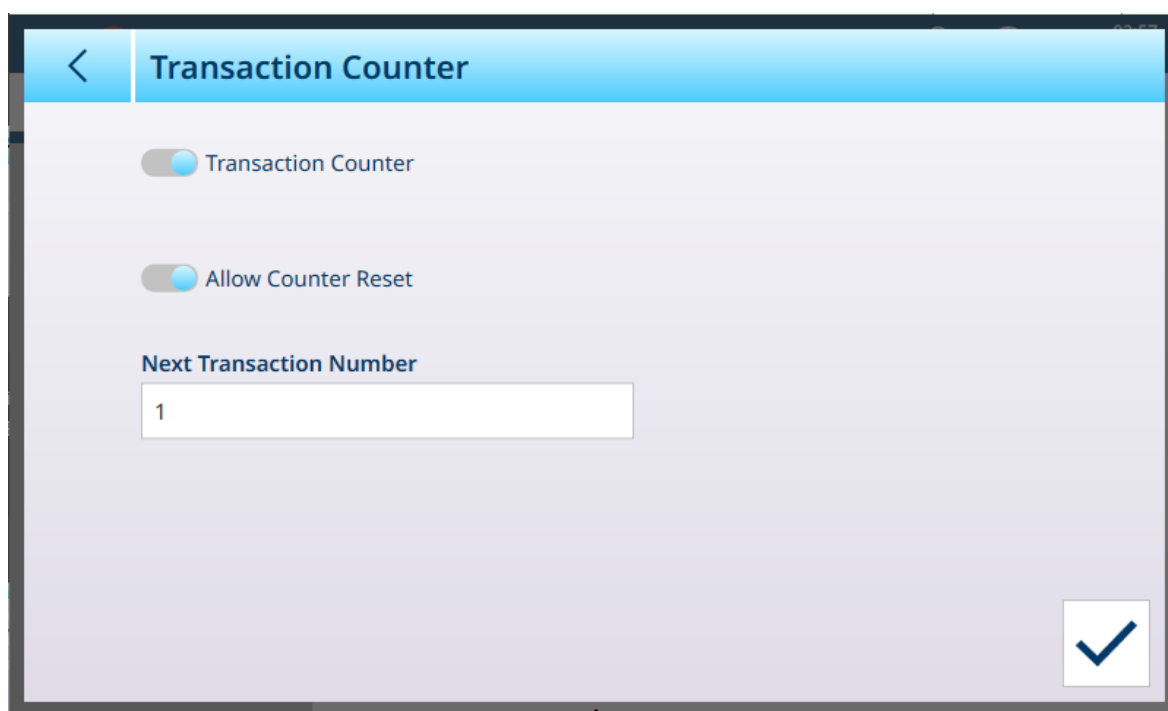 Transaction Counter
Transaction Counter
Allow Counter Reset
Next Transaction Number
1